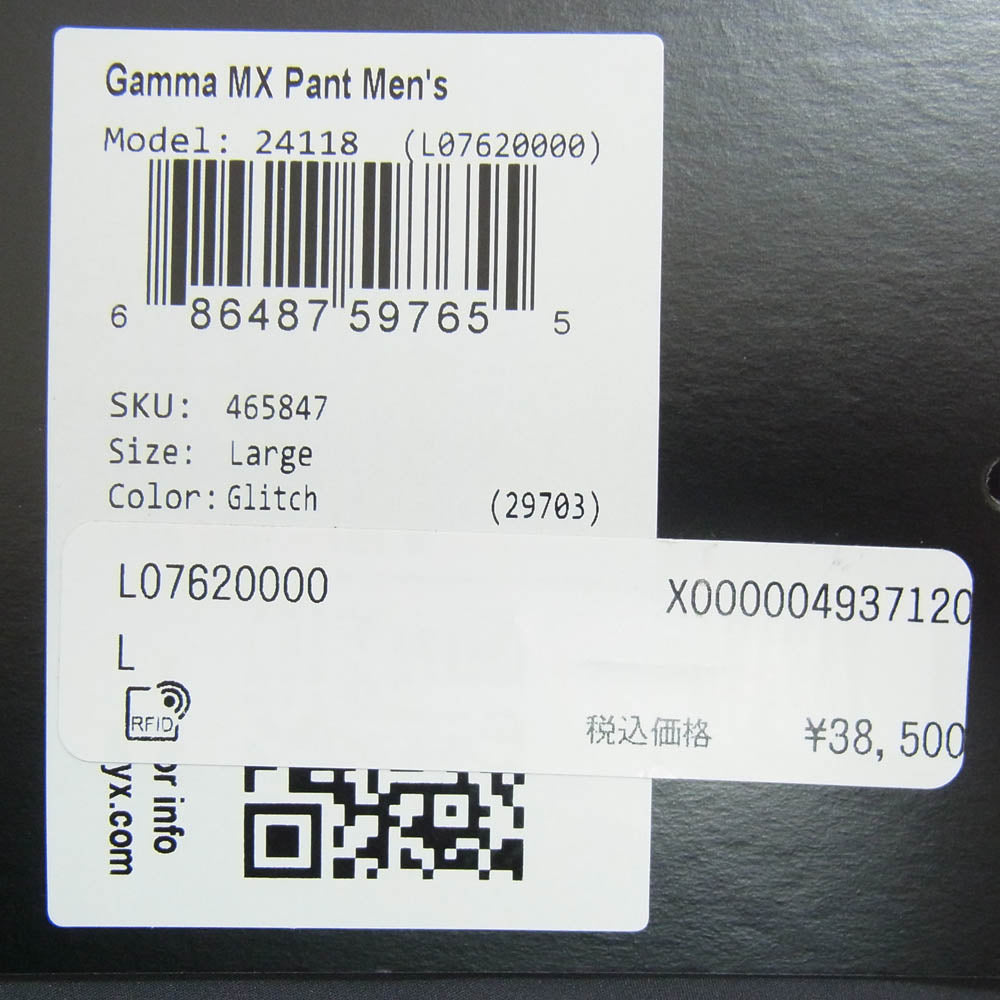 Gamma MX Pant Men's
Model: 24118 (L07620000)
6 86487 59765 5
SKU: 465847
Size: Large
Color: Glitch (29703)
L07620000 X000004937120
L
RFID
税込価格 ¥38,500
or info
yx.com